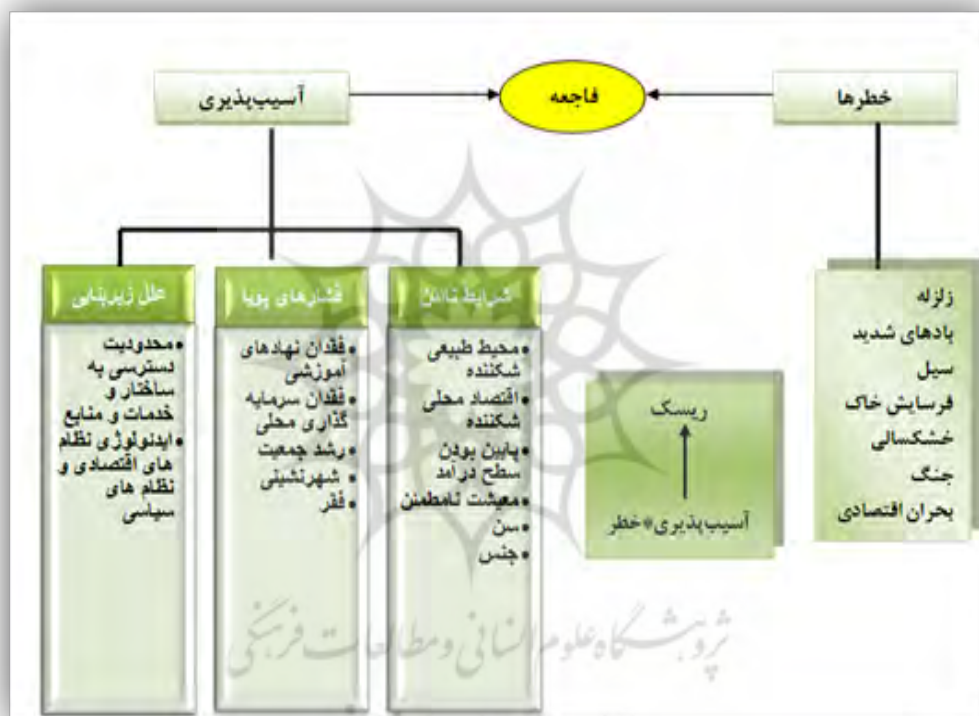 خطرها
فاجعه
آسیب‌پذیری
زلزله
بادهای شدید
سیل
فرسایش خاک
خشکسالی
جنگ
بحران اقتصادی
ریسک
آسیب‌پذیری*خطر
شرایط ناامن
•محیط طبیعی
شکننده
•اقتصاد محلی
شکننده
•پایین بودن
سطح درامد
•معیشت نامطمئن
•سن
•جنس
فشارهای پویا
•فقدان نهادهای
آموزشی
•فقدان سرمایه
گذاری محلی
•رشد جمعیت
•شهرنشینی
•فقر
علل زیربنایی
•محدودیت
دسترسی به
ساختار و
خدمات و منابع
•ایدئولوژی نظام
های اقتصادی و
نظام های
سیاسی
پژوهشگاه علوم انسانی و مطالعات فرهنگی